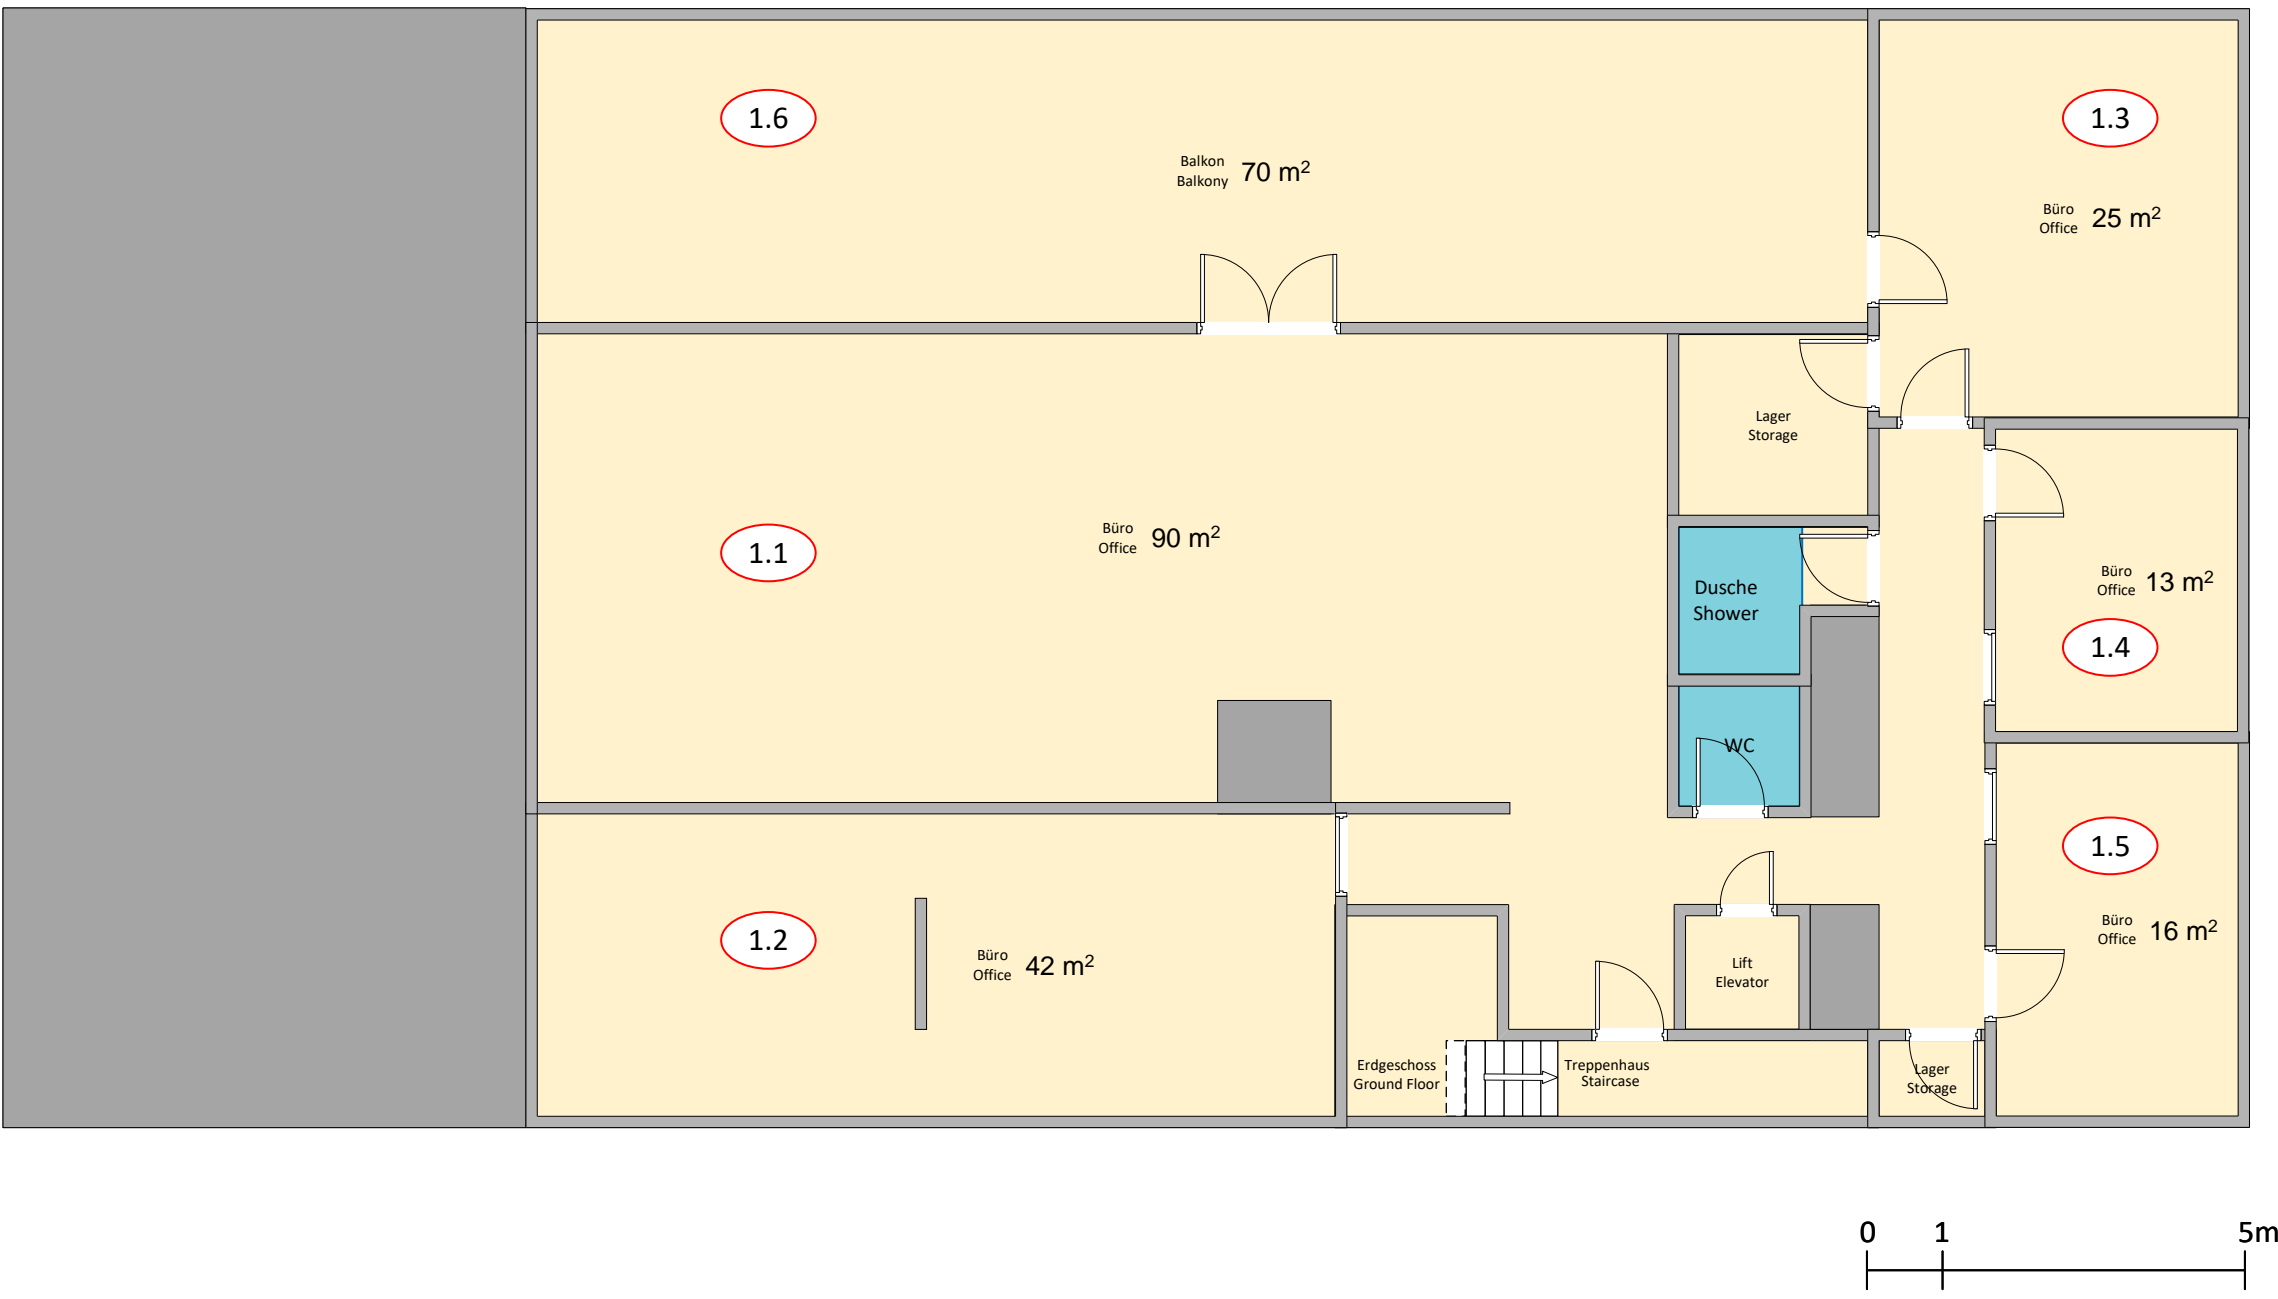 1.6
Balkon
Balkony
70 m²
1.3
Büro
Office
25 m²
Lager
Storage
1.1
Büro
Office
90 m²
Dusche
Shower
Büro
Office
13 m²
1.4
WC
1.5
Büro
Office
16 m²
1.2
Büro
Office
42 m²
Lift
Elevator
Erdgeschoss
Ground Floor
Treppenhaus
Staircase
Lager
Storage
0 1 5m